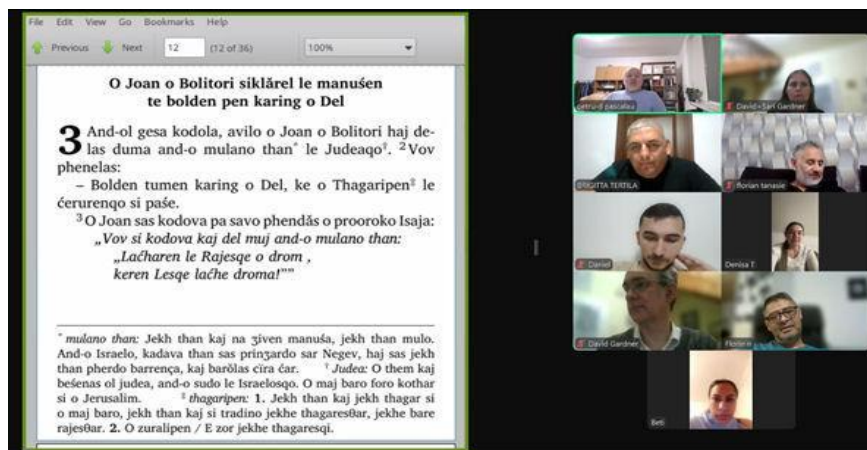 File Edit View Go Bookmarks Help
Previous Next 12 (12 of 36) 100%
O Joan o Bolitori siklărel le manuśen
te bolden pen karing o Del
3 And-ol gesa kodola, avilo o Joan o Bolitori haj de-
las duma and-o mulano than* le Judeaqo†. ²Vov
phenelas:
– Bolden tumen karing o Del, ke o Thagaripen‡ le
ćerurenqo si paśe.
³O Joan sas kodova pa savo phendăs o prooroko Isaja:
„Vov si kodova kaj del muj and-o mulano than:
„Laćharen le Rajesqe o drom ,
keren Lesqe laćhe droma!””
* mulano than: Jekh than kaj na ʒiven manuśa, jekh than mulo.
And-o Israelo, kadava than sas prinʒardo sar Negev, haj sas jekh
than pherdo barrença, kaj barŏlas cïra ćar. † Judea: O them kaj
beśenas ol judea, and-o sudo le Israelosqo. O maj baro foro kothar
si o Jerusalim. ‡ thagaripen: 1. Jekh than kaj jekh thagar si
o maj baro, jekh than kaj si tradino jekhe thagaresθar, jekhe bare
rajesθar. 2. O zuralipen / E zor jekhe thagaresqi.
petru-d pascalau
David+Sari Gardner
BRIGITTA TERTILA
florian tanasie
Daniel
Denisa T
David Gardner
Florin n
Beti